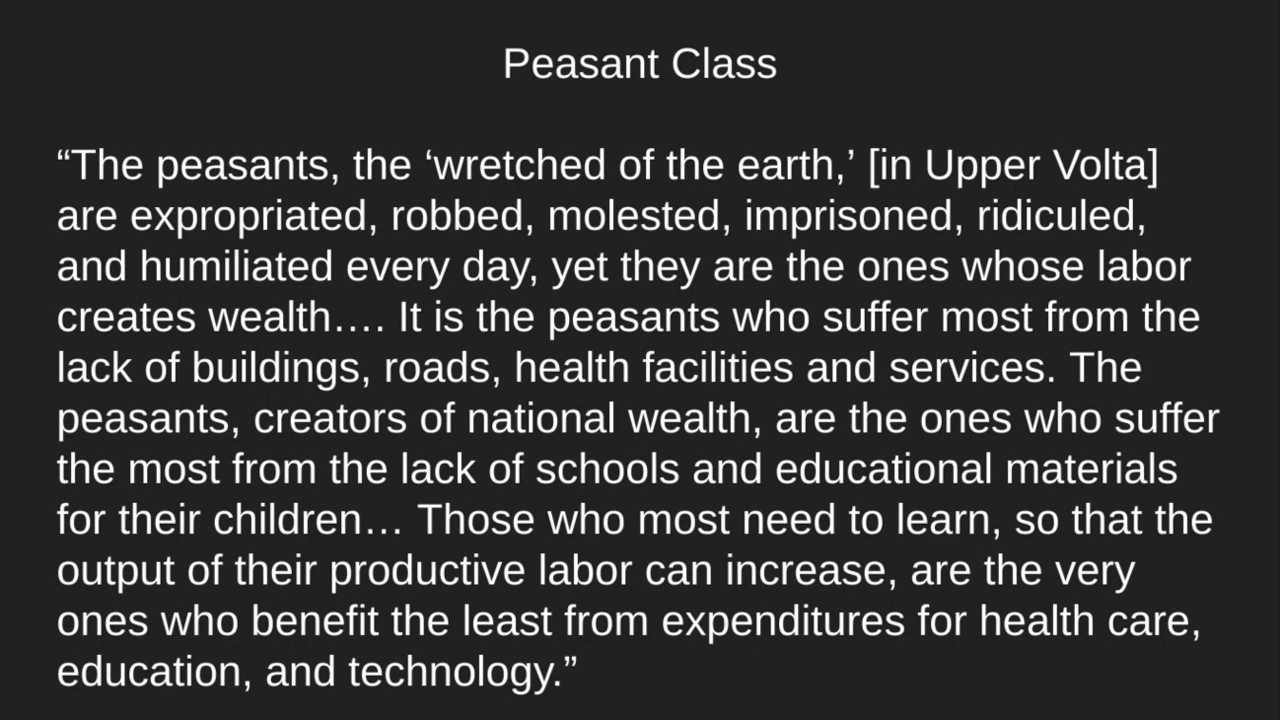 Peasant Class
“The peasants, the ‘wretched of the earth,’ [in Upper Volta]
are expropriated, robbed, molested, imprisoned, ridiculed,
and humiliated every day, yet they are the ones whose labor
creates wealth…. It is the peasants who suffer most from the
lack of buildings, roads, health facilities and services. The
peasants, creators of national wealth, are the ones who suffer
the most from the lack of schools and educational materials
for their children… Those who most need to learn, so that the
output of their productive labor can increase, are the very
ones who benefit the least from expenditures for health care,
education, and technology.”